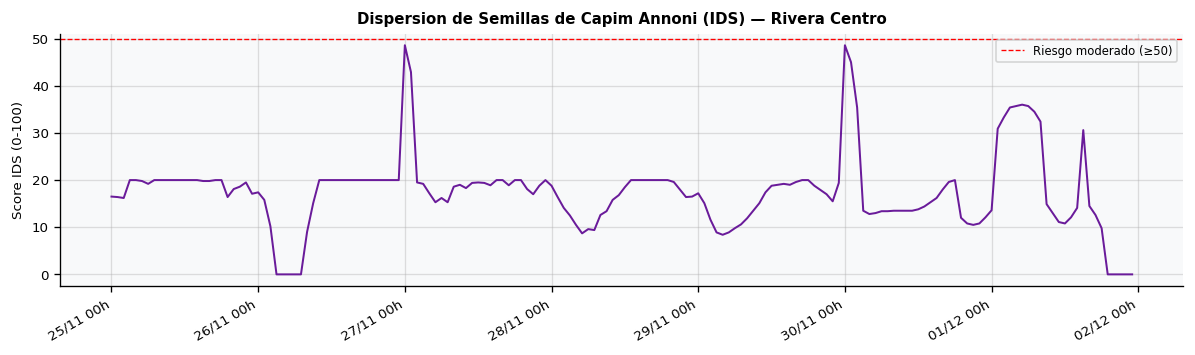 Dispersion de Semillas de Capim Annoni (IDS) — Rivera Centro
Score IDS (0-100)
50
40
30
20
10
0
Riesgo moderado (≥50)
25/11 00h
26/11 00h
27/11 00h
28/11 00h
29/11 00h
30/11 00h
01/12 00h
02/12 00h